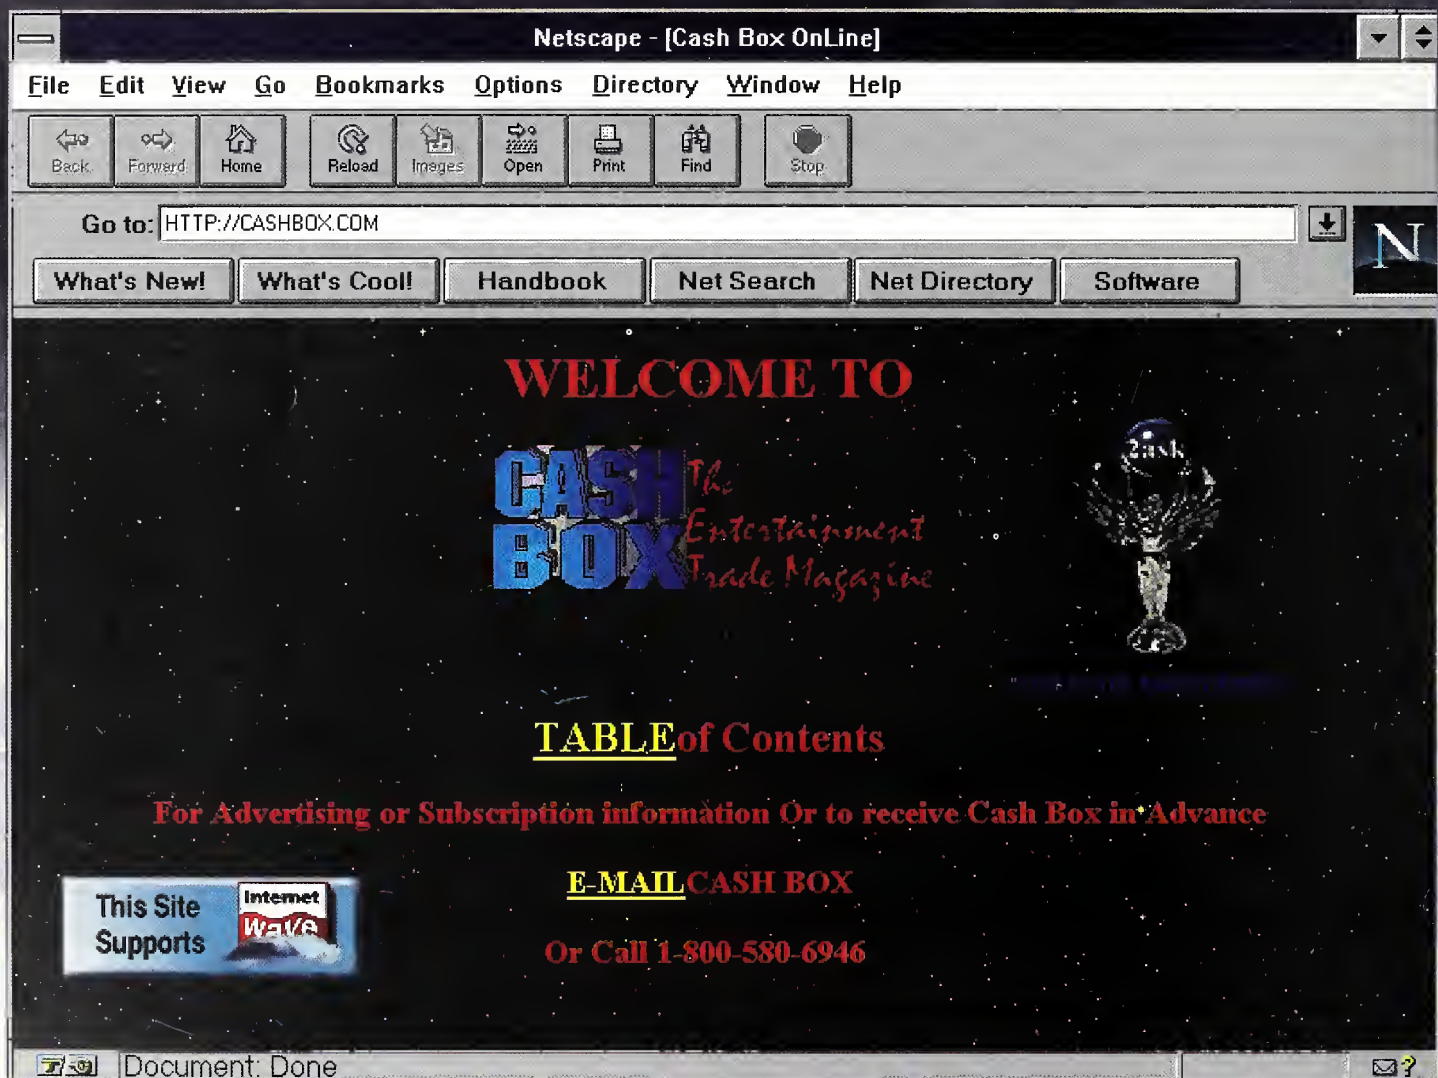 Netscape - [Cash Box OnLine]
File Edit View Go Bookmarks Options Directory Window Help
Back Forward Home Reload Images Open Print Find Stop
Go to: HTTP://CASHBOX.COM
N
What's New! What's Cool! Handbook Net Search Net Directory Software
WELCOME TO
CASH BOX
The
Entertainment
Trade Magazine
TABLE of Contents
For Advertising or Subscription information Or to receive Cash Box in Advance
E-MAIL CASH BOX
Or Call 1-800-580-6946
This Site
Supports
Internet
wave
Document: Done